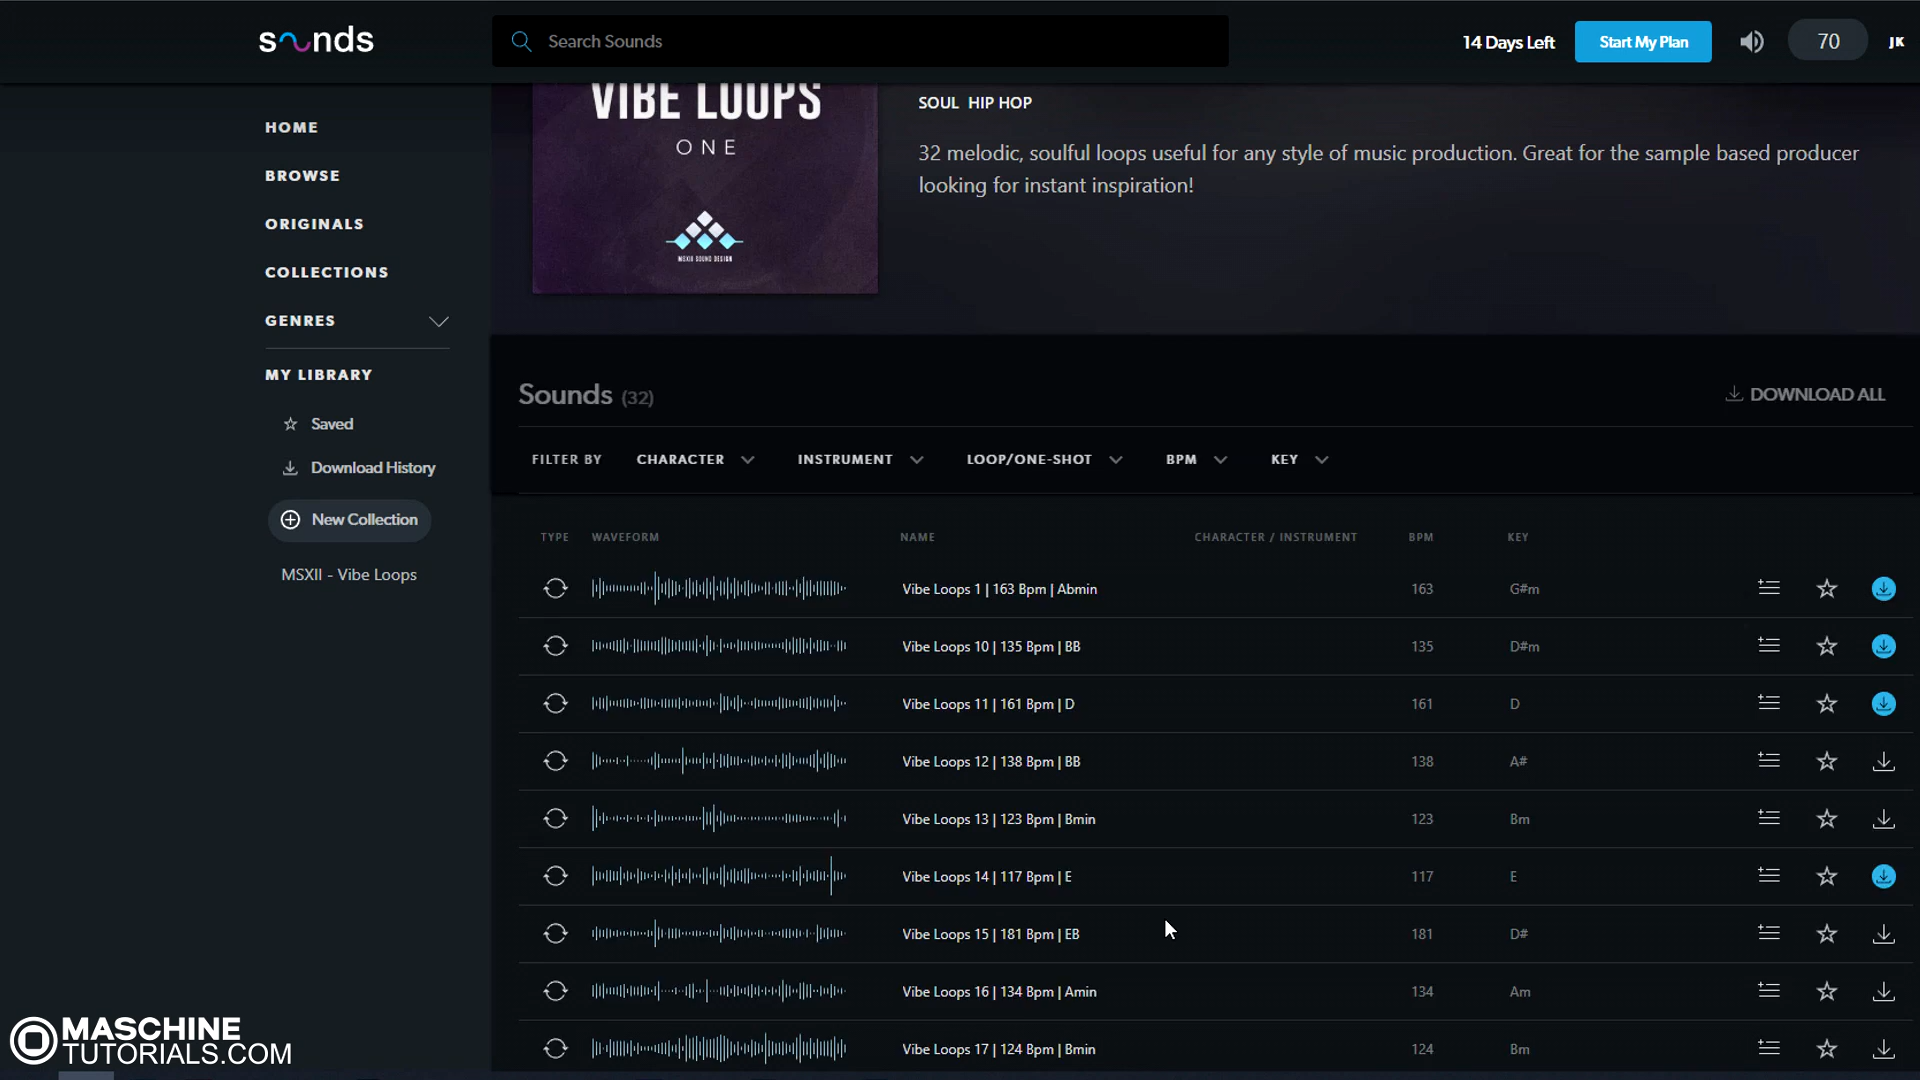 sounds
Search Sounds
14 Days Left
Start My Plan
70
JK
HOME
BROWSE
ORIGINALS
COLLECTIONS
GENRES
MY LIBRARY
Saved
Download History
New Collection
MSXII - Vibe Loops
VIBE LOOPS
ONE
MSXII SOUND DESIGN
SOUL HIP HOP
32 melodic, soulful loops useful for any style of music production. Great for the sample based producer
looking for instant inspiration!
Sounds (32)
DOWNLOAD ALL
FILTER BY CHARACTER INSTRUMENT LOOP/ONE-SHOT BPM KEY
TYPE WAVEFORM NAME CHARACTER / INSTRUMENT BPM KEY
Vibe Loops 1 | 163 Bpm | Abmin 163 G#m
Vibe Loops 10 | 135 Bpm | BB 135 D#m
Vibe Loops 11 | 161 Bpm | D 161 D
Vibe Loops 12 | 138 Bpm | BB 138 A#
Vibe Loops 13 | 123 Bpm | Bmin 123 Bm
Vibe Loops 14 | 117 Bpm | E 117 E
Vibe Loops 15 | 181 Bpm | EB 181 D#
Vibe Loops 16 | 134 Bpm | Amin 134 Am
Vibe Loops 17 | 124 Bpm | Bmin 124 Bm
MASCHINE
TUTORIALS.COM